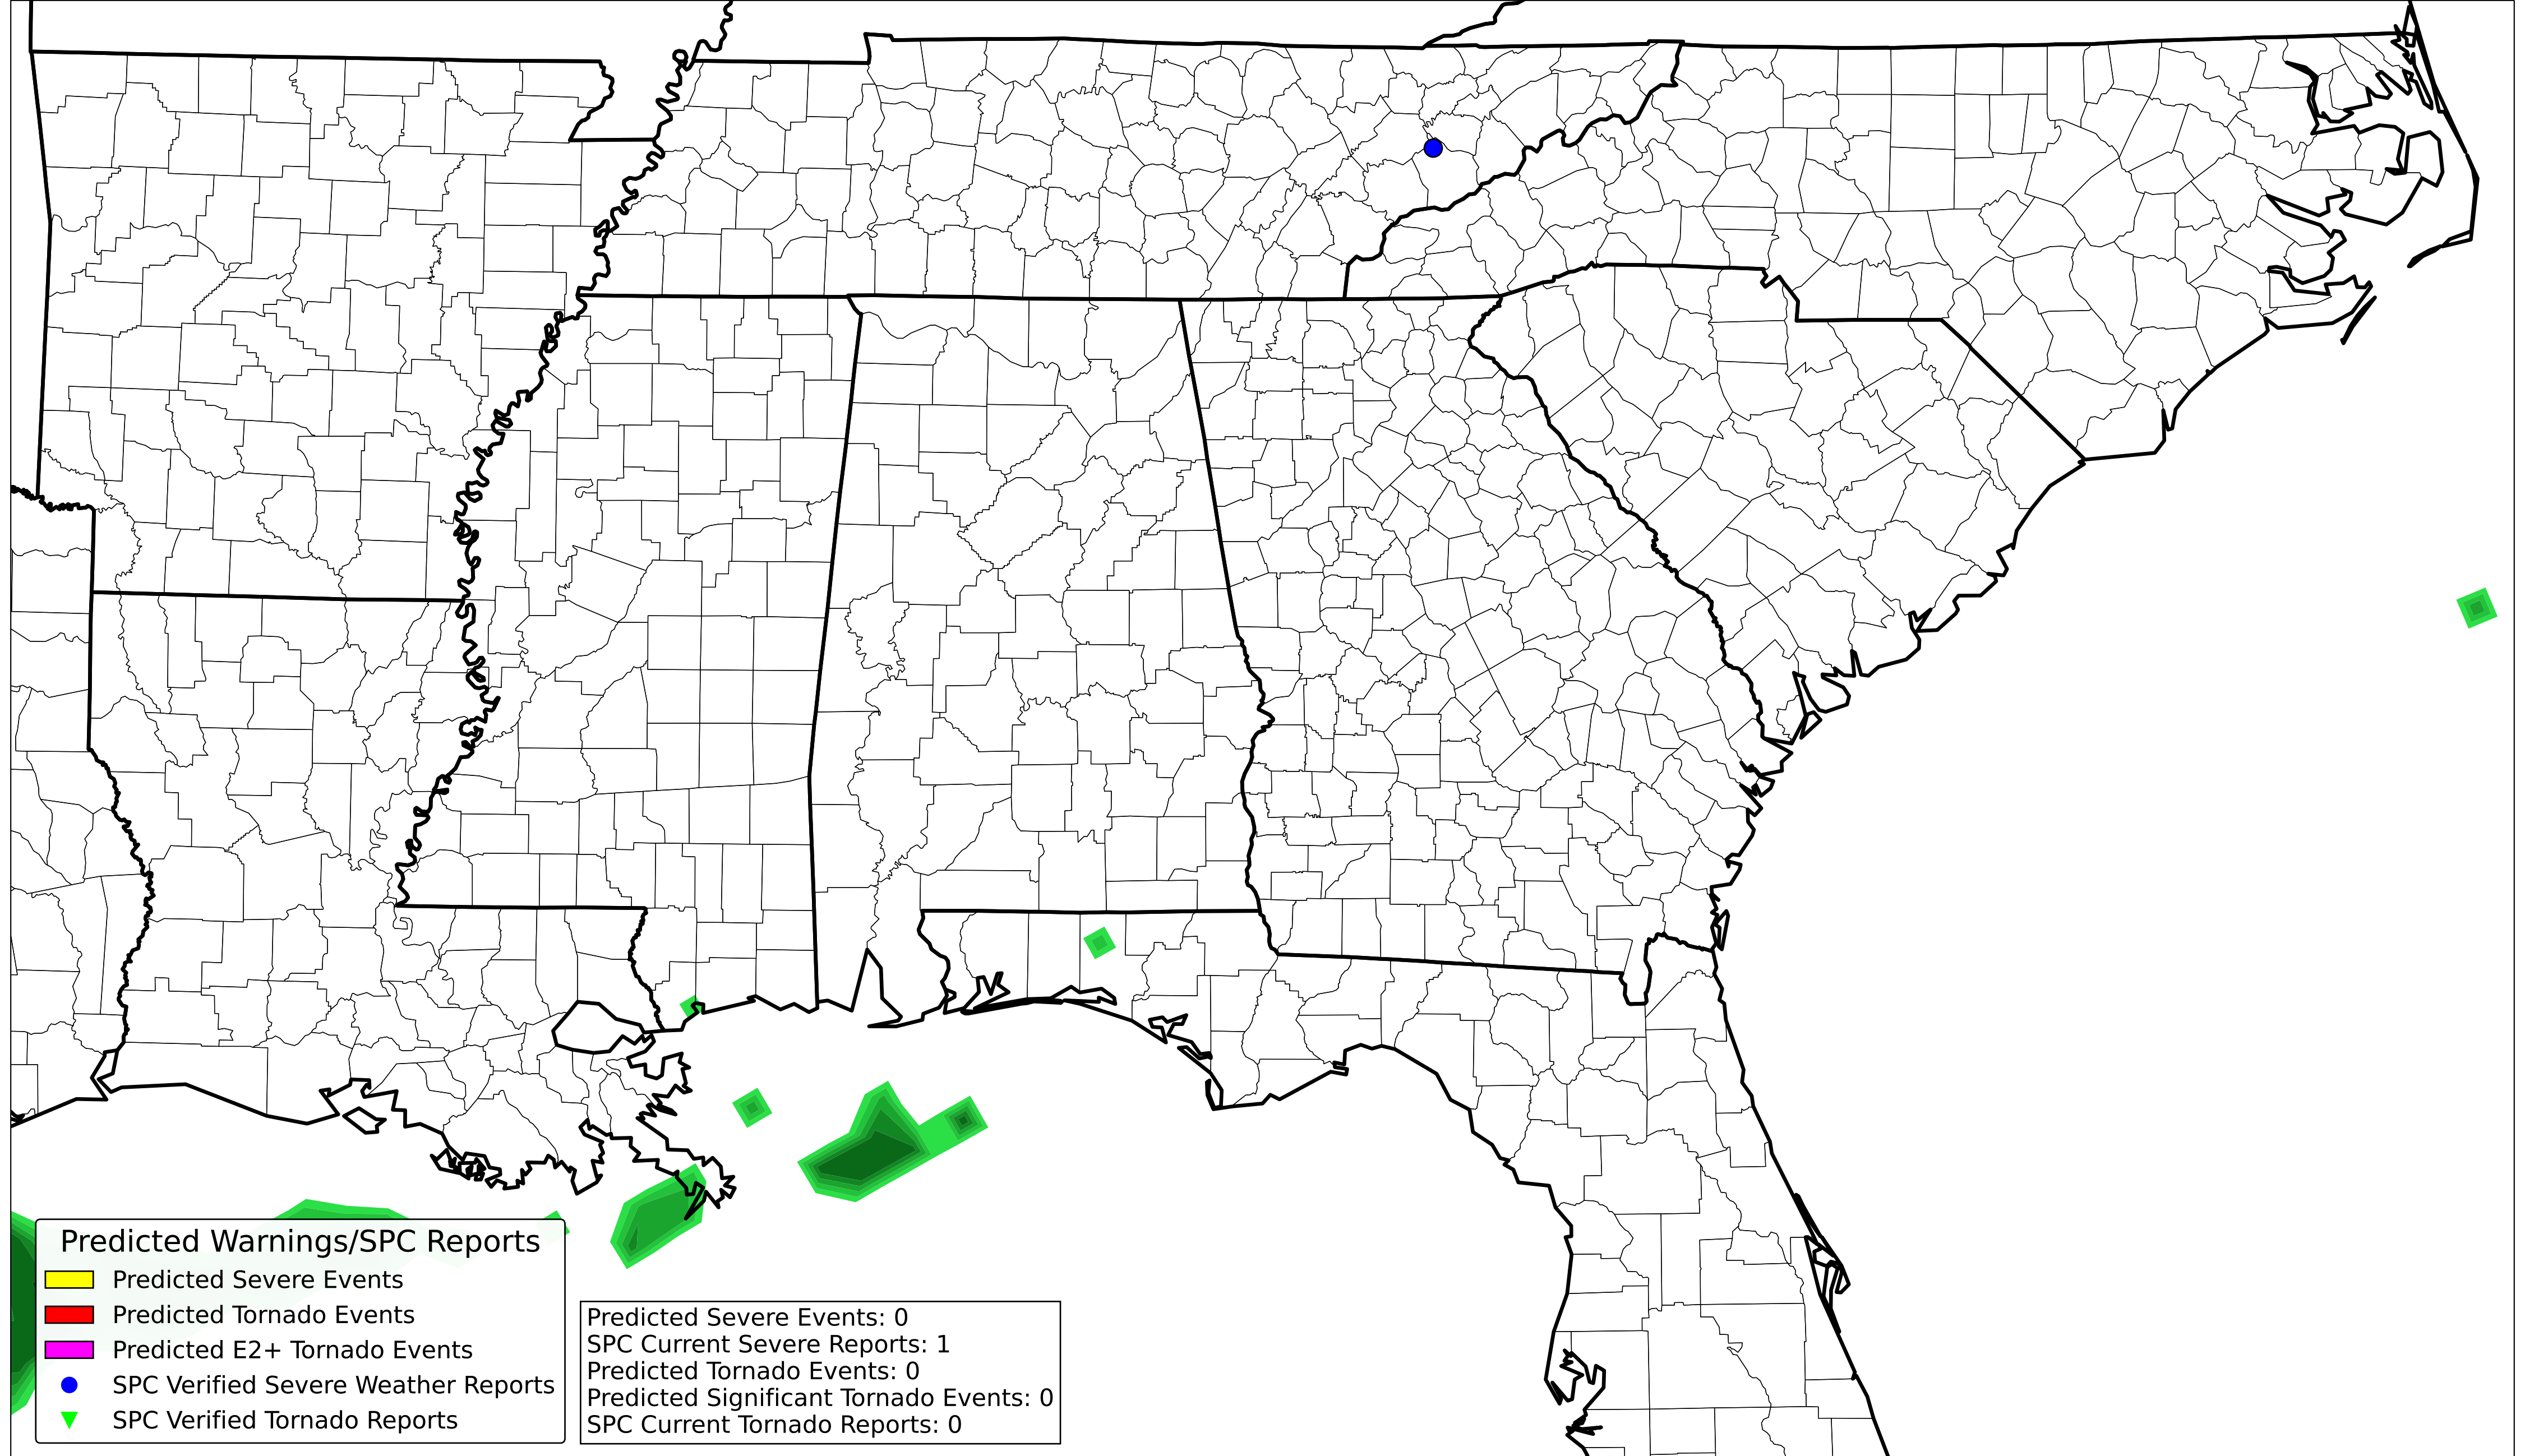 Predicted Warnings/SPC Reports
Predicted Severe Events
Predicted Tornado Events
Predicted E2+ Tornado Events
SPC Verified Severe Weather Reports
SPC Verified Tornado Reports
Predicted Severe Events: 0
SPC Current Severe Reports: 1
Predicted Tornado Events: 0
Predicted Significant Tornado Events: 0
SPC Current Tornado Reports: 0